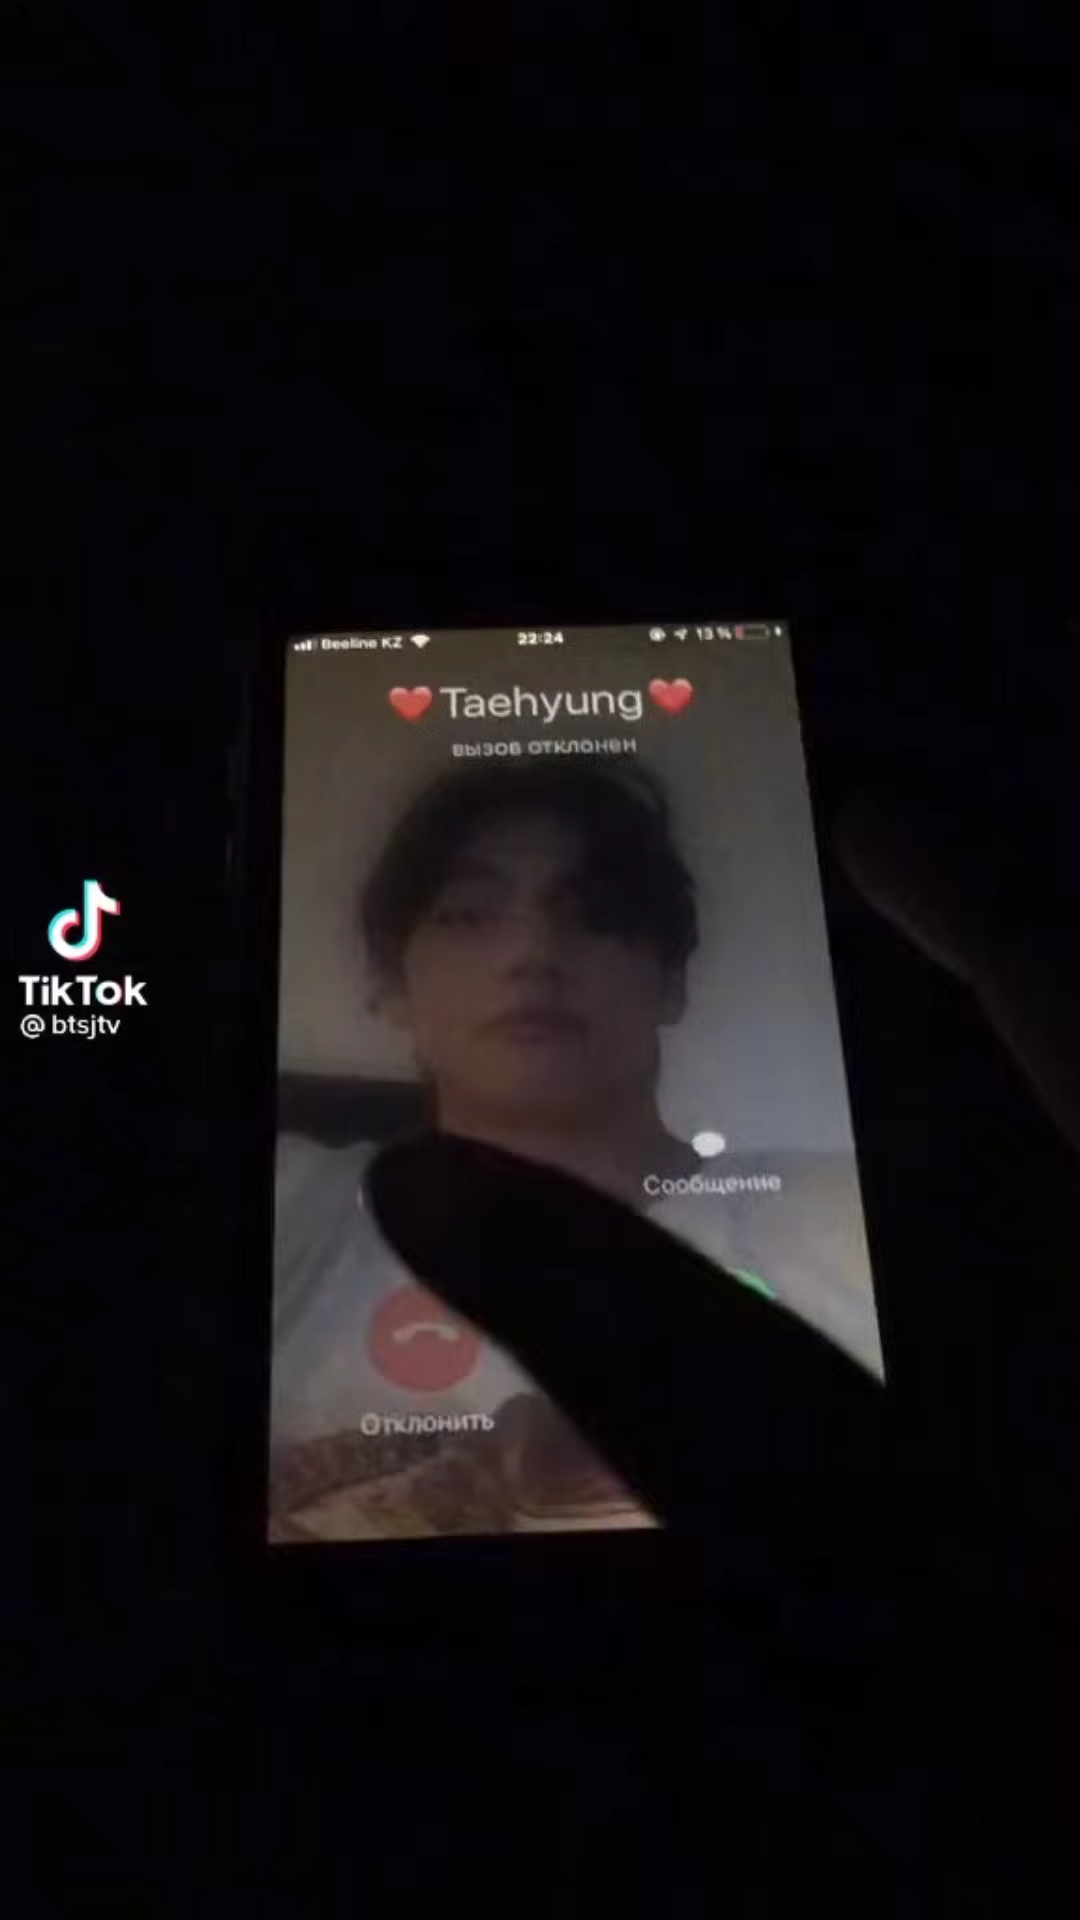 Beeline KZ 22:24 13 %
❤️Taehyung❤️
вызов отклонен
TikTok
@ btsjtv
Сообщение
Отклонить